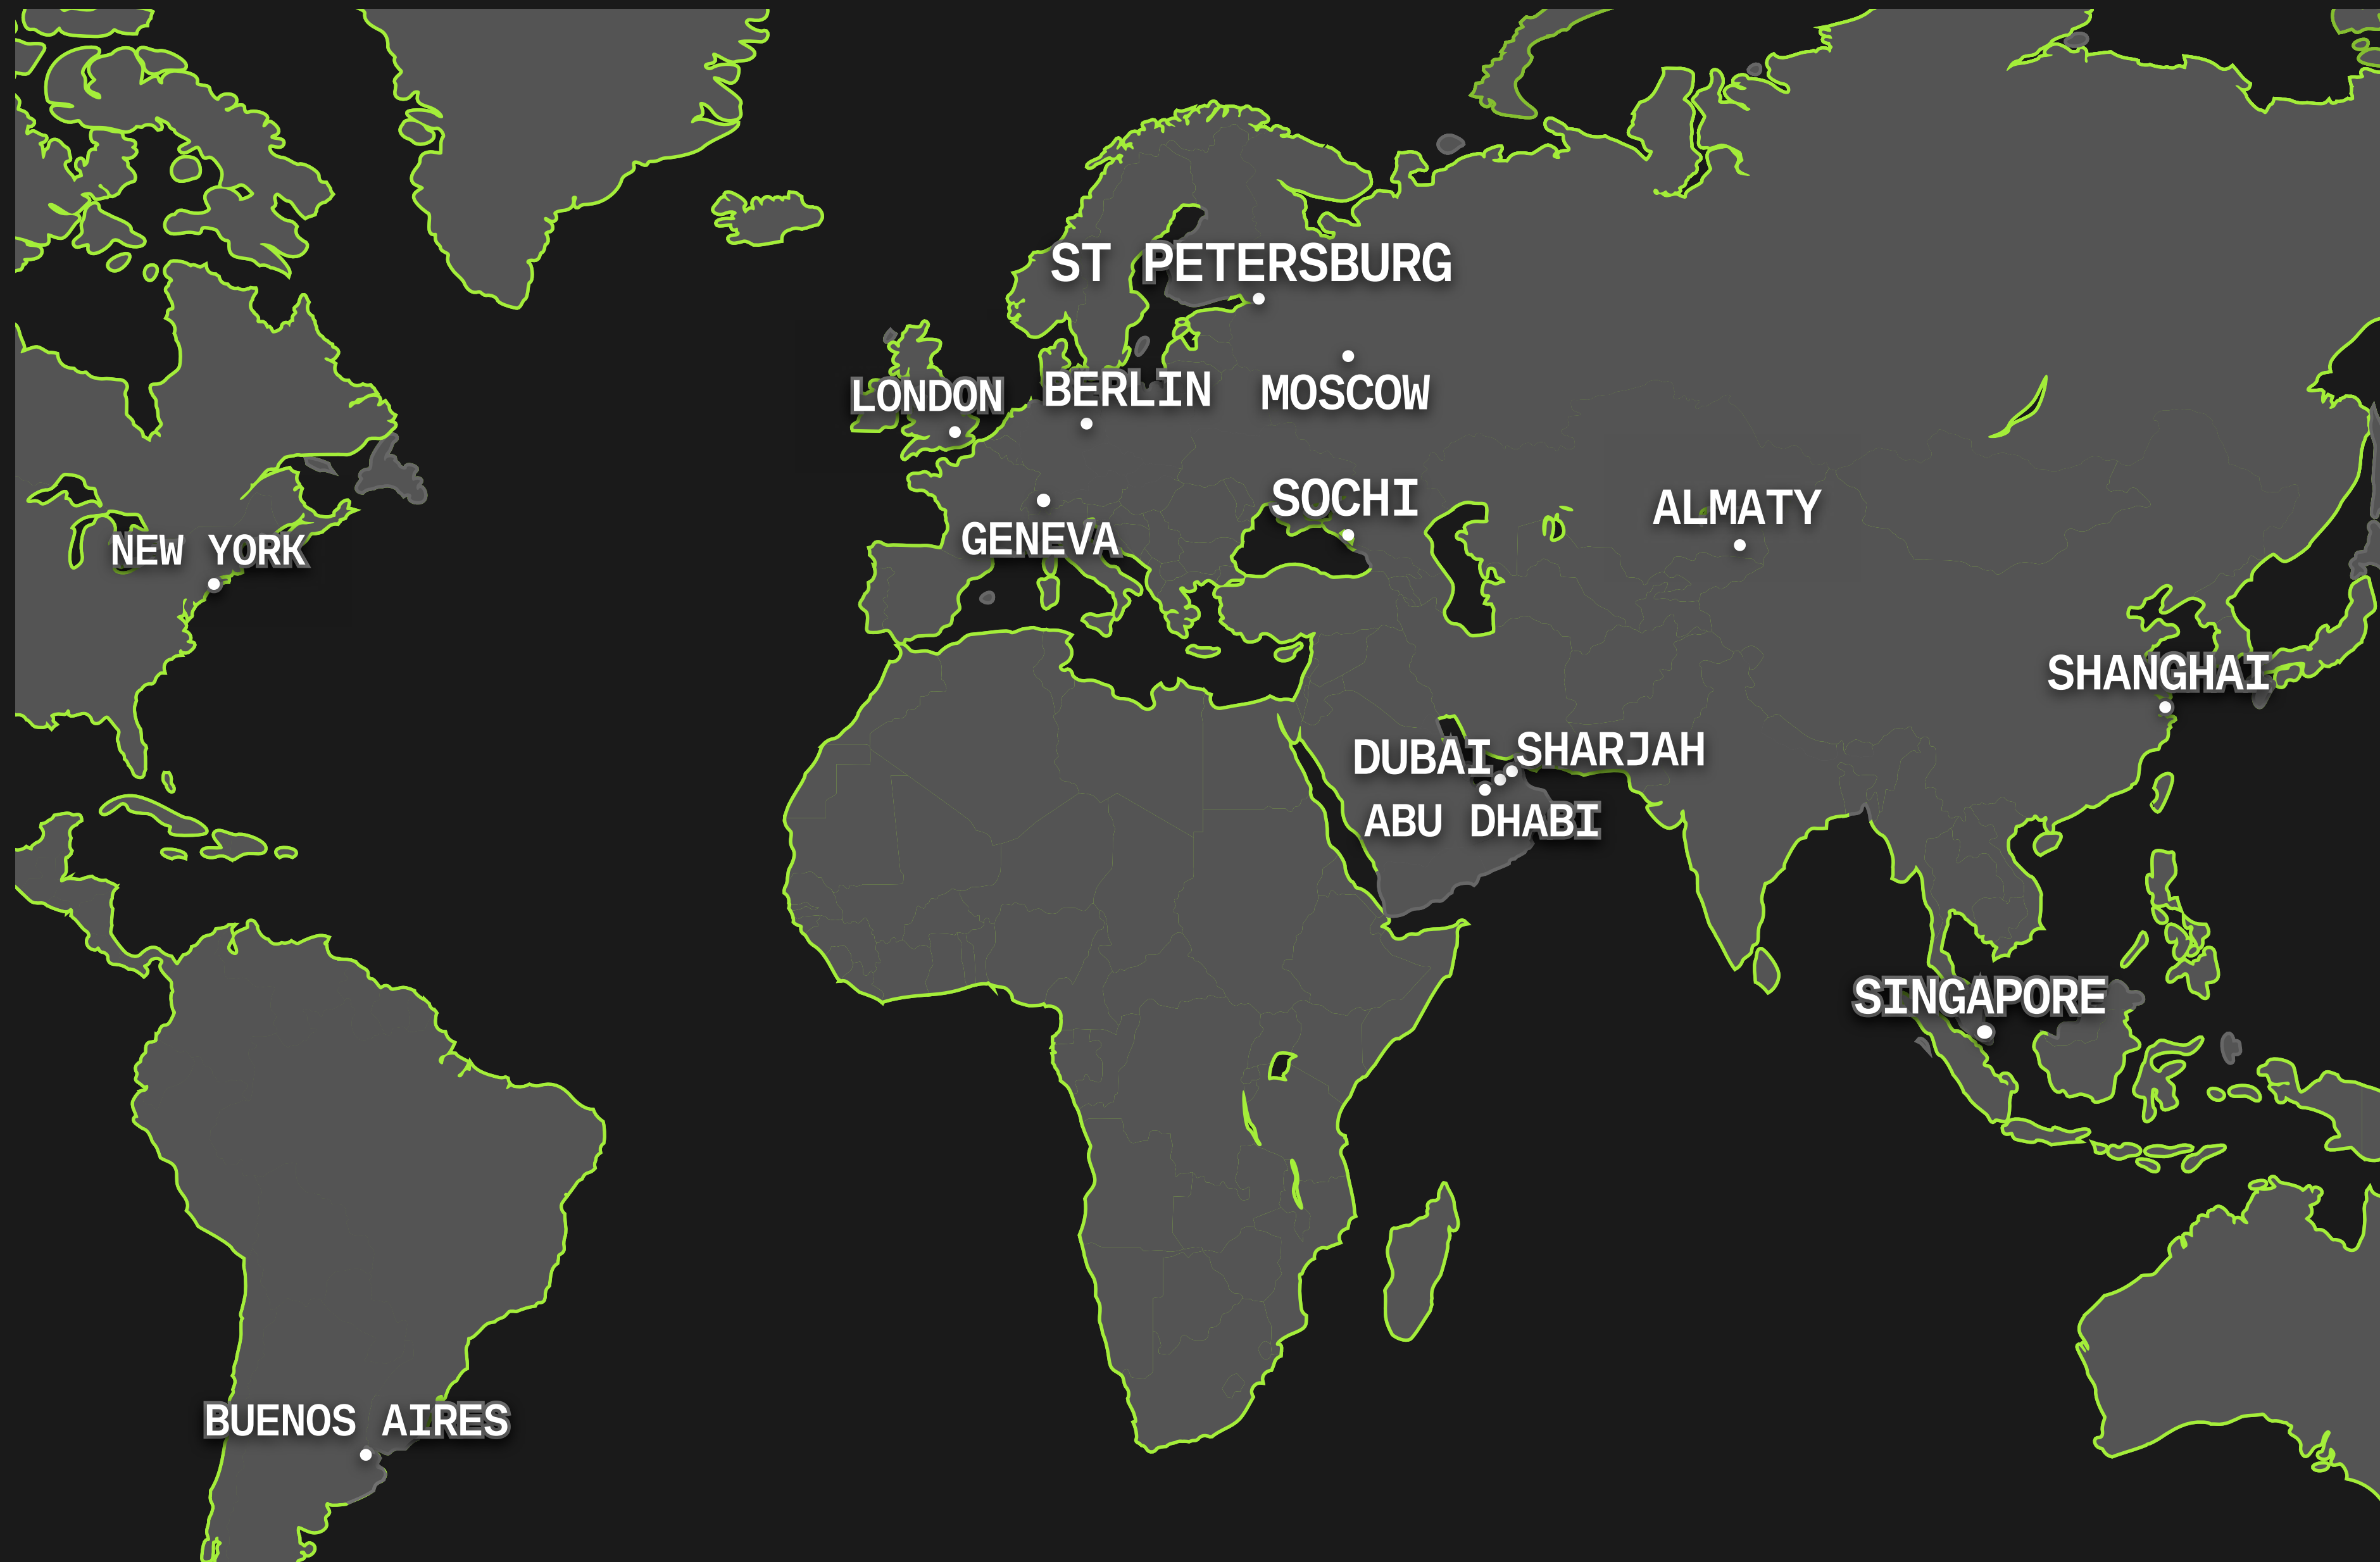 ST PETERSBURG
LONDON
BERLIN
MOSCOW
SOCHI
ALMATY
GENEVA
NEW YORK
SHANGHAI
DUBAI
SHARJAH
ABU DHABI
SINGAPORE
BUENOS AIRES